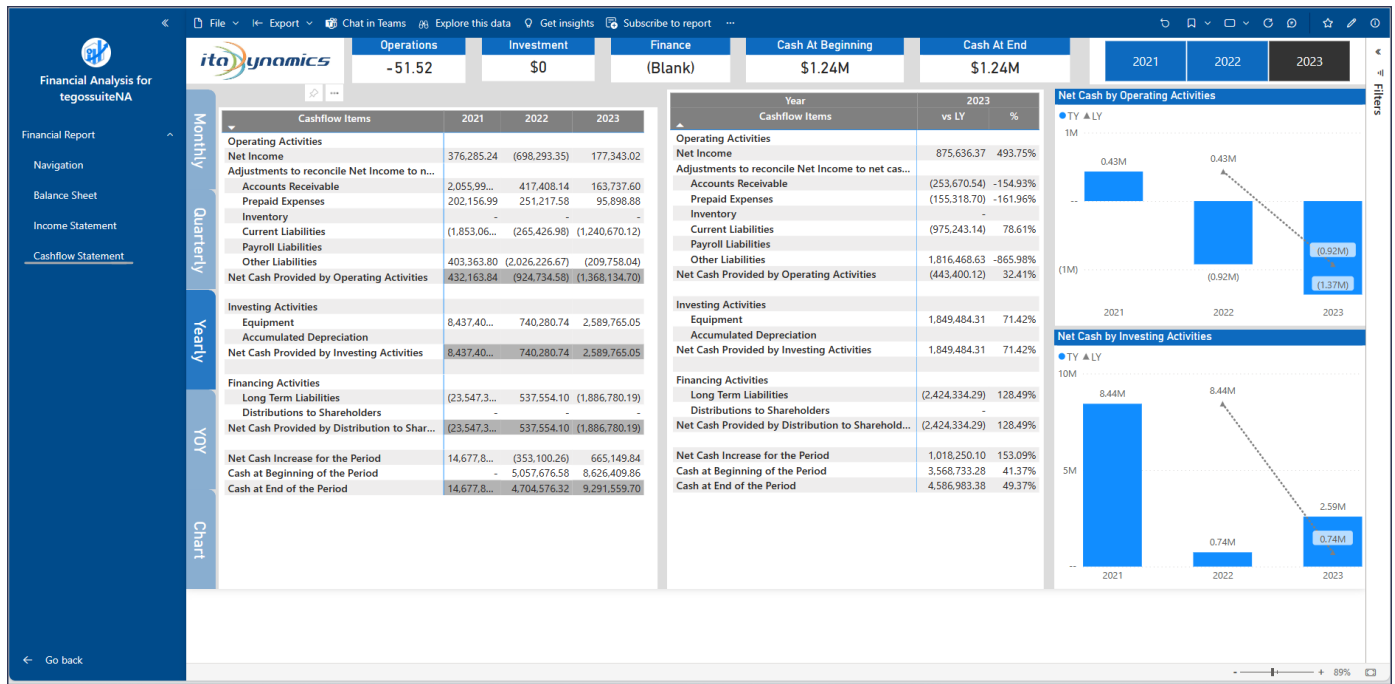 File Export Chat in Teams Explore this data Get insights Subscribe to report ...
Financial Analysis for
tegossuiteNA
Financial Report
Navigation
Balance Sheet
Income Statement
Cashflow Statement
Go back
itaDynamics
Operations
-51.52
Investment
$0
Finance
(Blank)
Cash At Beginning
$1.24M
Cash At End
$1.24M
2021 2022 2023
Filters
Monthly
Quarterly
Yearly
YOY
Chart
Cashflow Items 2021 2022 2023
Operating Activities
Net Income 376,285.24 (698,293.35) 177,343.02
Adjustments to reconcile Net Income to n...
Accounts Receivable 2,055,99... 417,408.14 163,737.60
Prepaid Expenses 202,156.99 251,217.58 95,898.88
Inventory - - -
Current Liabilities (1,853,06... (265,426.98) (1,240,670.12)
Payroll Liabilities
Other Liabilities 403,363.80 (2,026,226.67) (209,758.04)
Net Cash Provided by Operating Activities 432,163.84 (924,734.58) (1,368,134.70)
Investing Activities
Equipment 8,437,40... 740,280.74 2,589,765.05
Accumulated Depreciation
Net Cash Provided by Investing Activities 8,437,40... 740,280.74 2,589,765.05
Financing Activities
Long Term Liabilities (23,547,3... 537,554.10 (1,886,780.19)
Distributions to Shareholders - - -
Net Cash Provided by Distribution to Shar... (23,547,3... 537,554.10 (1,886,780.19)
Net Cash Increase for the Period 14,677,8... (353,100.26) 665,149.84
Cash at Beginning of the Period - 5,057,676.58 8,626,409.86
Cash at End of the Period 14,677,8... 4,704,576.32 9,291,559.70
Year 2023
Cashflow Items vs LY %
Operating Activities
Net Income 875,636.37 493.75%
Adjustments to reconcile Net Income to net cas...
Accounts Receivable (253,670.54) -154.93%
Prepaid Expenses (155,318.70) -161.96%
Inventory -
Current Liabilities (975,243.14) 78.61%
Payroll Liabilities
Other Liabilities 1,816,468.63 -865.98%
Net Cash Provided by Operating Activities (443,400.12) 32.41%
Investing Activities
Equipment 1,849,484.31 71.42%
Accumulated Depreciation
Net Cash Provided by Investing Activities 1,849,484.31 71.42%
Financing Activities
Long Term Liabilities (2,424,334.29) 128.49%
Distributions to Shareholders -
Net Cash Provided by Distribution to Sharehold... (2,424,334.29) 128.49%
Net Cash Increase for the Period 1,018,250.10 153.09%
Cash at Beginning of the Period 3,568,733.28 41.37%
Cash at End of the Period 4,586,983.38 49.37%
Net Cash by Operating Activities
TY LY
1M
0.43M 0.43M
--
(0.92M)
(1M) (0.92M)
(1.37M)
2021 2022 2023
Net Cash by Investing Activities
TY LY
10M
8.44M 8.44M
5M
2.59M
0.74M 0.74M
--
2021 2022 2023
- + 89%